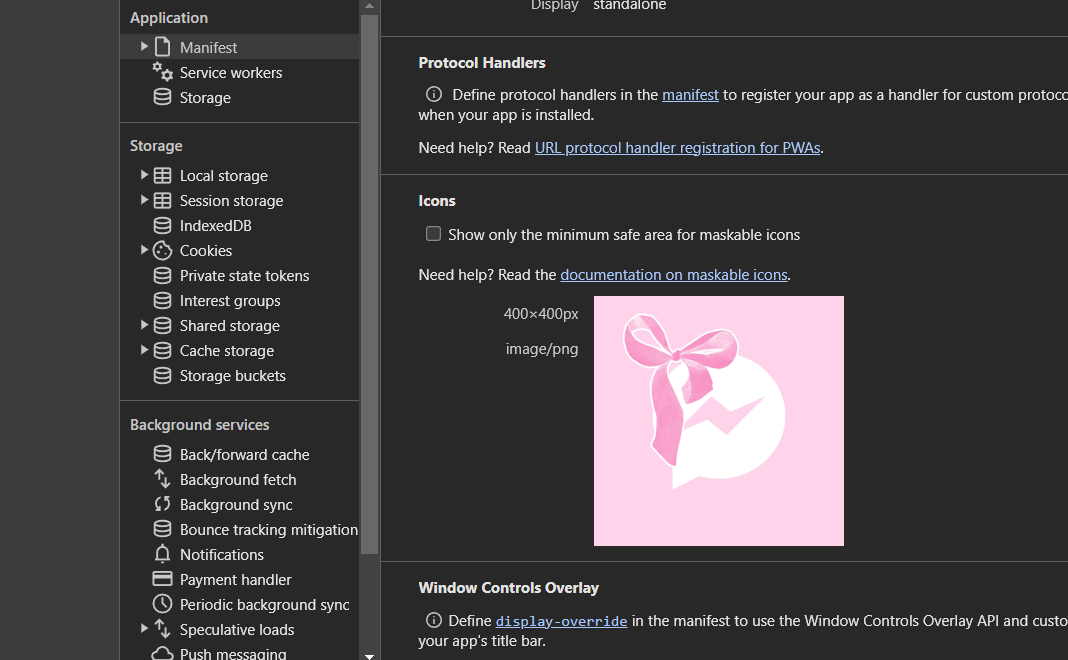 Application
Manifest
Service workers
Storage
Storage
Local storage
Session storage
IndexedDB
Cookies
Private state tokens
Interest groups
Shared storage
Cache storage
Storage buckets
Background services
Back/forward cache
Background fetch
Background sync
Bounce tracking mitigation
Notifications
Payment handler
Periodic background sync
Speculative loads
Push messaging
Display standalone
Protocol Handlers
Define protocol handlers in the manifest to register your app as a handler for custom protoco
when your app is installed.
Need help? Read URL protocol handler registration for PWAs.
Icons
Show only the minimum safe area for maskable icons
Need help? Read the documentation on maskable icons.
400×400px
image/png
Window Controls Overlay
Define display-override in the manifest to use the Window Controls Overlay API and custo
your app's title bar.